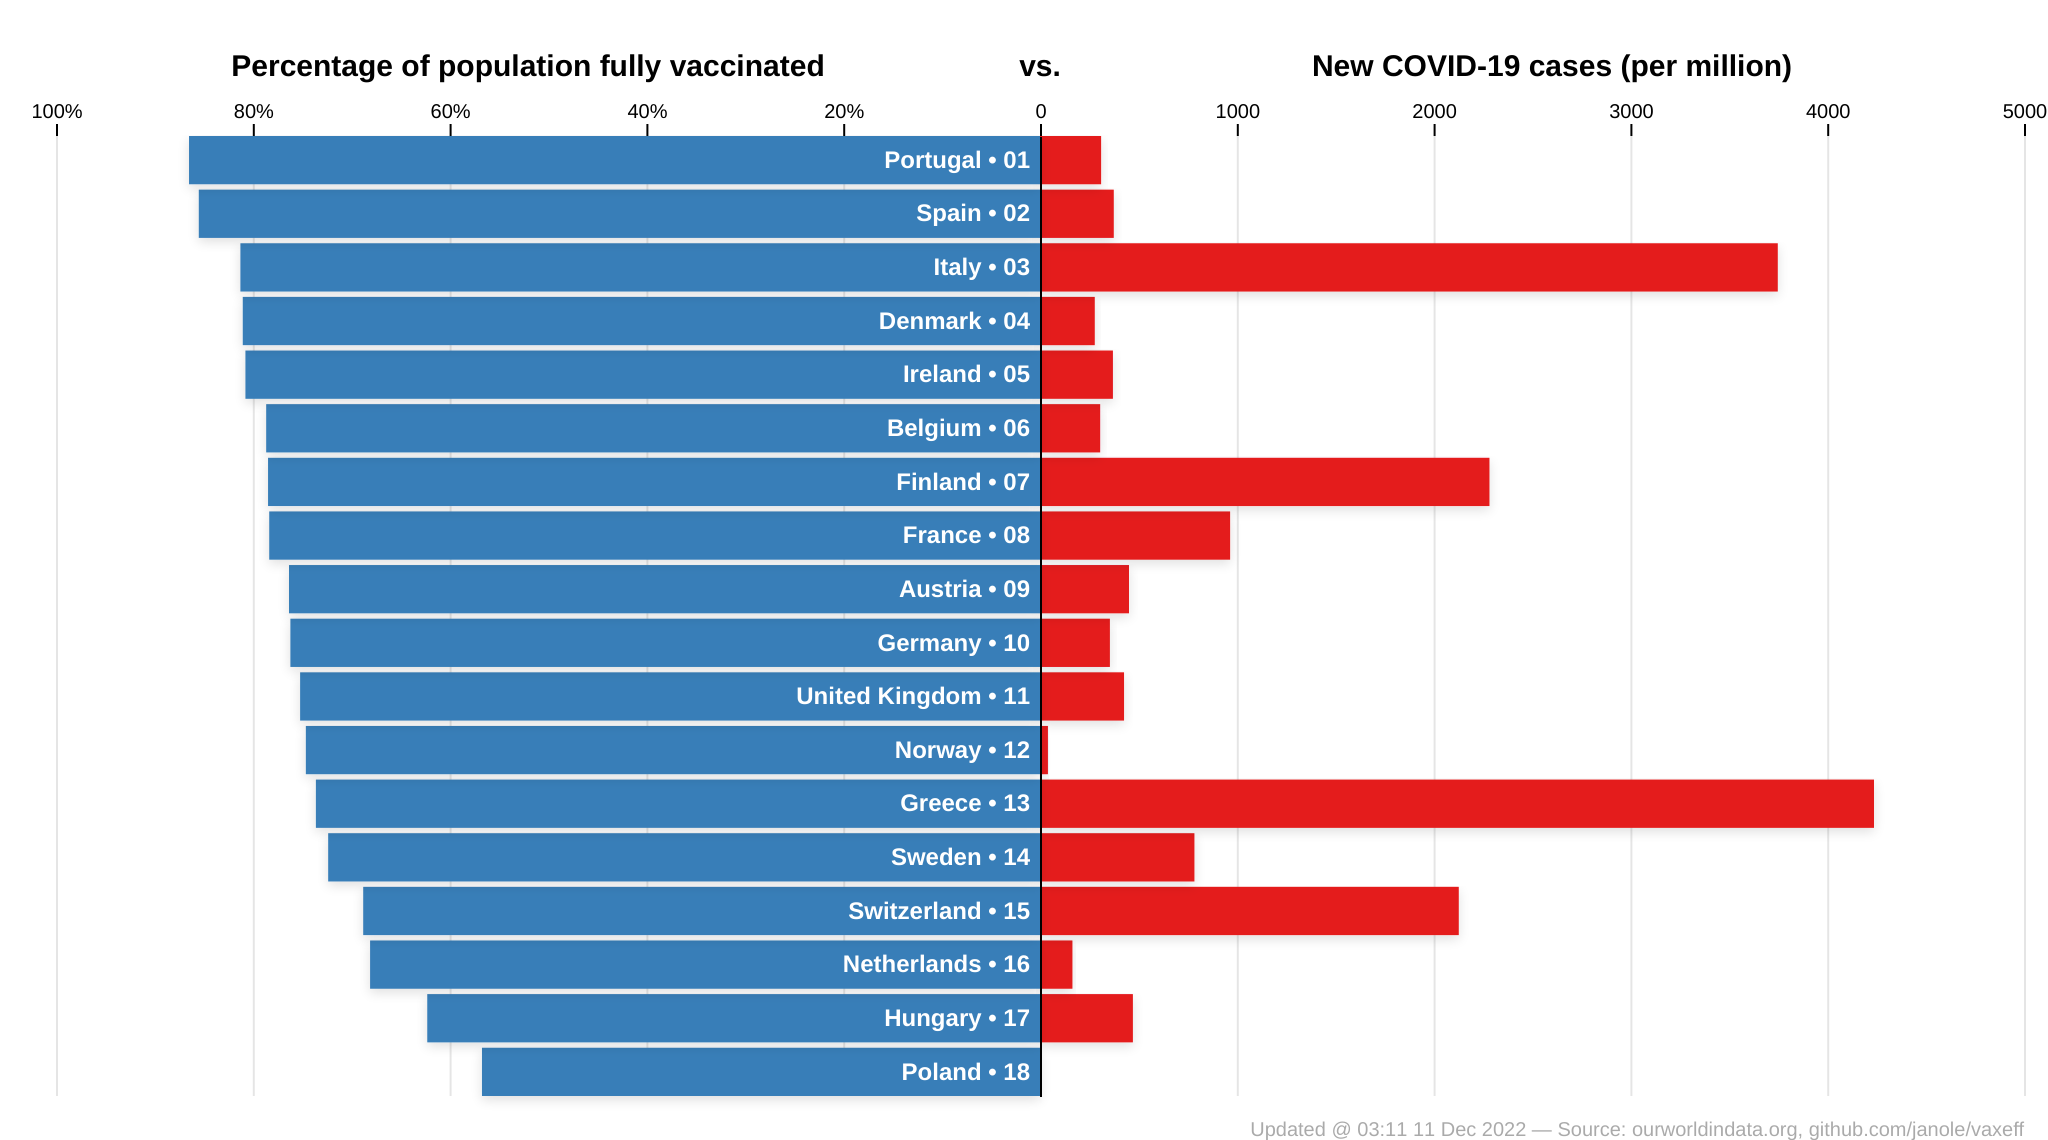 Percentage of population fully vaccinated vs. New COVID-19 cases (per million)
100% 80% 60% 40% 20% 0 1000 2000 3000 4000 5000
Portugal • 01
Spain • 02
Italy • 03
Denmark • 04
Ireland • 05
Belgium • 06
Finland • 07
France • 08
Austria • 09
Germany • 10
United Kingdom • 11
Norway • 12
Greece • 13
Sweden • 14
Switzerland • 15
Netherlands • 16
Hungary • 17
Poland • 18
Updated @ 03:11 11 Dec 2022 — Source: ourworldindata.org, github.com/janole/vaxeff